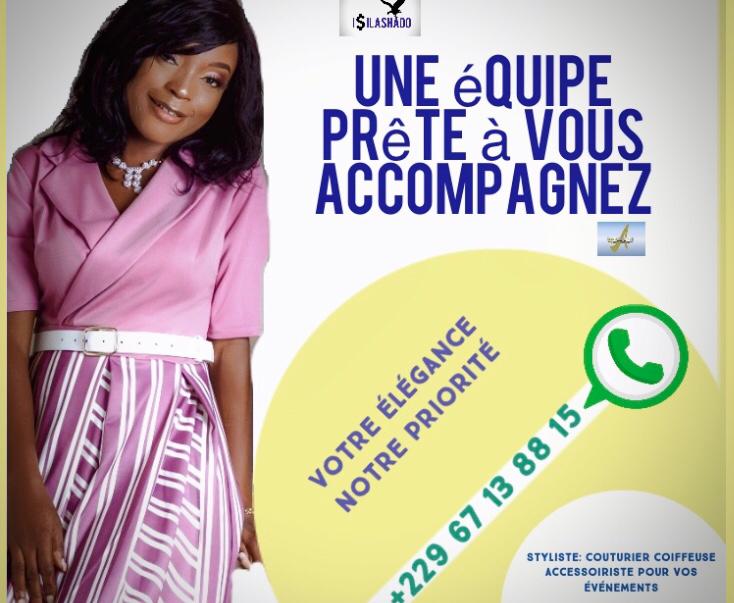 I$ILASHADO
UNE éQUIPE
PRêTE à VOUS
ACCOMPAGNEZ
VOTRE ÉLÉGANCE
NOTRE PRIORITÉ
+229 67 13 88 15
STYLISTE: COUTURIER COIFFEUSE
ACCESSOIRISTE POUR VOS
ÉVÉNEMENTS